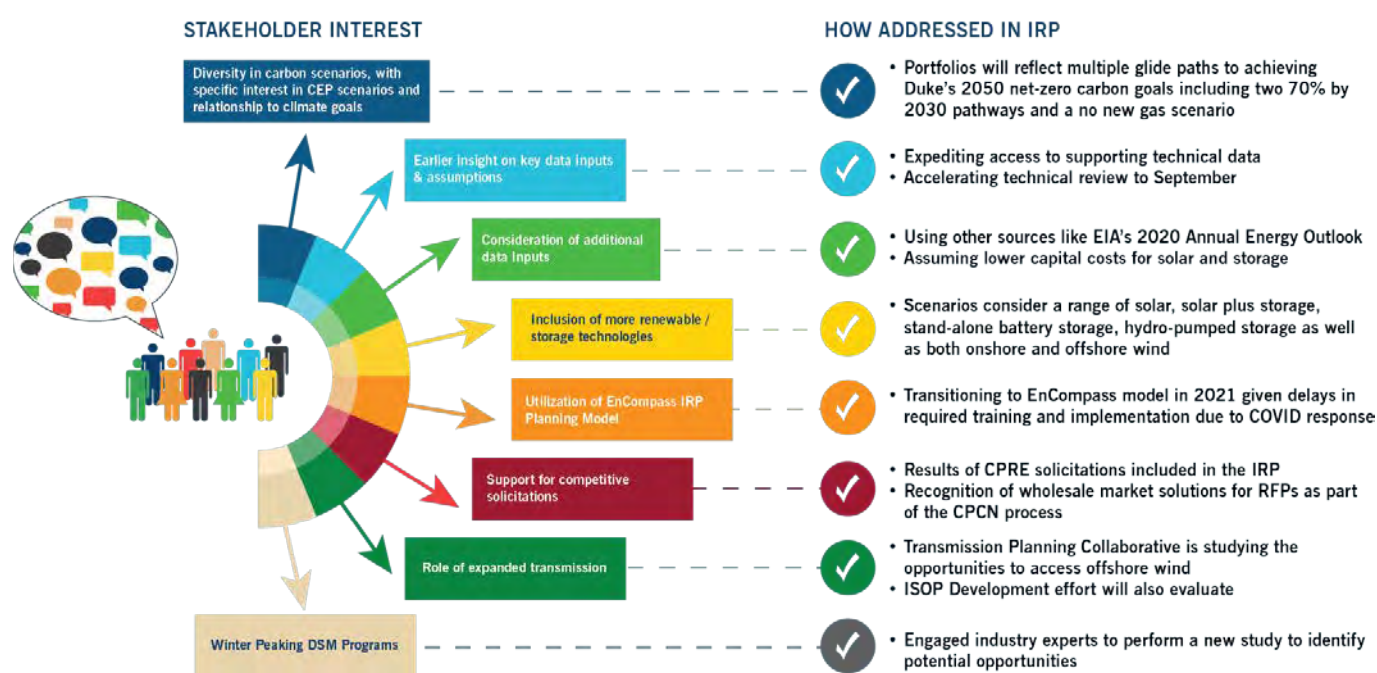 STAKEHOLDER INTEREST
HOW ADDRESSED IN IRP
Diversity in carbon scenarios, with
specific interest in CEP scenarios and
relationship to climate goals
• Portfolios will reflect multiple glide paths to achieving
Duke's 2050 net-zero carbon goals including two 70% by
2030 pathways and a no new gas scenario
Earlier insight on key data inputs
& assumptions
• Expediting access to supporting technical data
• Accelerating technical review to September
Consideration of additional
data Inputs
• Using other sources like EIA's 2020 Annual Energy Outlook
• Assuming lower capital costs for solar and storage
Inclusion of more renewable /
storage technologies
• Scenarios consider a range of solar, solar plus storage,
stand-alone battery storage, hydro-pumped storage as well
as both onshore and offshore wind
Utilization of EnCompass IRP
Planning Model
• Transitioning to EnCompass model in 2021 given delays in
required training and implementation due to COVID response
Support for competitive
solicitations
• Results of CPRE solicitations included in the IRP
• Recognition of wholesale market solutions for RFPs as part
of the CPCN process
Role of expanded transmission
• Transmission Planning Collaborative is studying the
opportunities to access offshore wind
• ISOP Development effort will also evaluate
Winter Peaking DSM Programs
• Engaged industry experts to perform a new study to identify
potential opportunities